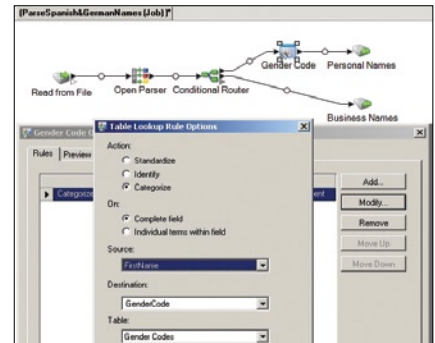 (ParseSpanish&GermanNames (Job))*
Gender Code
Personal Names
Read from File
Open Parser
Conditional Router
Business Names
Gender Code
Table Lookup Rule Options
Rules
Preview
Action:
Standardize
Identify
Categorize
Add...
Categorize
Modify...
On:
Complete field
Remove
Individual terms within field
Move Up
Source:
Move Down
FirstName
Destination:
GenderCode
Table:
Gender Codes